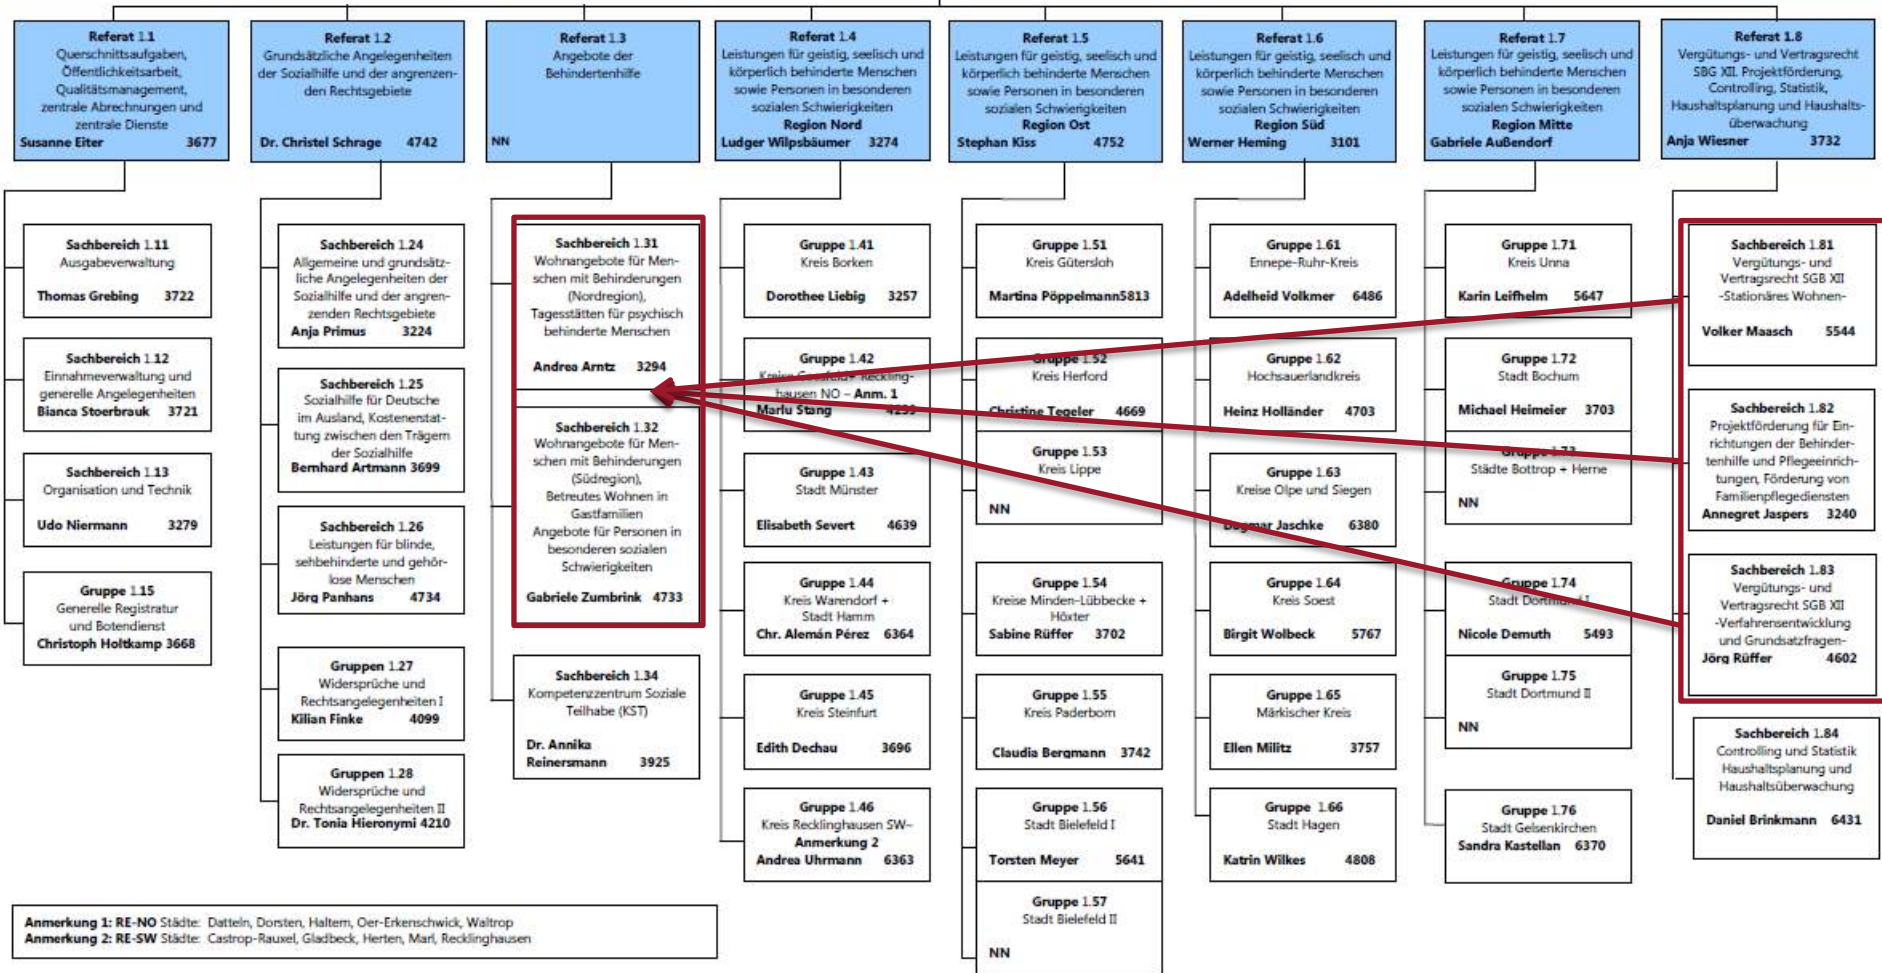 Referat 1.1
Querschnittsaufgaben,
Öffentlichkeitsarbeit,
Qualitätsmanagement,
zentrale Abrechnungen und
zentrale Dienste
Susanne Eiter 3677
Referat 1.2
Grundsätzliche Angelegenheiten
der Sozialhilfe und der angrenzen-
den Rechtsgebiete
Dr. Christel Schrage 4742
Referat 1.3
Angebote der
Behindertenhilfe
NN
Referat 1.4
Leistungen für geistig, seelisch und
körperlich behinderte Menschen
sowie Personen in besonderen
sozialen Schwierigkeiten
Region Nord
Ludger Wilpsbäumer 3274
Referat 1.5
Leistungen für geistig, seelisch und
körperlich behinderte Menschen
sowie Personen in besonderen
sozialen Schwierigkeiten
Region Ost
Stephan Kiss 4752
Referat 1.6
Leistungen für geistig, seelisch und
körperlich behinderte Menschen
sowie Personen in besonderen
sozialen Schwierigkeiten
Region Süd
Werner Heming 3101
Referat 1.7
Leistungen für geistig, seelisch und
körperlich behinderte Menschen
sowie Personen in besonderen
sozialen Schwierigkeiten
Region Mitte
Gabriele Außendorf
Referat 1.8
Vergütungs- und Vertragsrecht
SBG XII, Projektförderung,
Controlling, Statistik,
Haushaltsplanung und Haushalts-
überwachung
Anja Wiesner 3732
Sachbereich 1.11
Ausgabeverwaltung
Thomas Grebing 3722
Sachbereich 1.12
Einnahmeverwaltung und
generelle Angelegenheiten
Bianca Stoerbrauk 3721
Sachbereich 1.13
Organisation und Technik
Udo Niermann 3279
Gruppe 1.15
Generelle Registratur
und Botendienst
Christoph Holtkamp 3668
Sachbereich 1.24
Allgemeine und grundsätz-
liche Angelegenheiten der
Sozialhilfe und der angren-
zenden Rechtsgebiete
Anja Primus 3224
Sachbereich 1.25
Sozialhilfe für Deutsche
im Ausland, Kostenerstat-
tung zwischen den Trägern
der Sozialhilfe
Bernhard Artmann 3699
Sachbereich 1.26
Leistungen für blinde,
sehbehinderte und gehör-
lose Menschen
Jörg Panhans 4734
Gruppen 1.27
Widersprüche und
Rechtsangelegenheiten I
Kilian Finke 4099
Gruppen 1.28
Widersprüche und
Rechtsangelegenheiten II
Dr. Tonia Hieronymi 4210
Sachbereich 1.31
Wohnangebote für Men-
schen mit Behinderungen
(Nordregion),
Tagesstätten für psychisch
behinderte Menschen
Andrea Arntz 3294
Sachbereich 1.32
Wohnangebote für Men-
schen mit Behinderungen
(Südregion),
Betreutes Wohnen in
Gastfamilien
Angebote für Personen in
besonderen sozialen
Schwierigkeiten
Gabriele Zumbrink 4733
Sachbereich 1.34
Kompetenzzentrum Soziale
Teilhabe (KST)
Dr. Annika
Reinersmann 3925
Gruppe 1.41
Kreis Borken
Dorothee Liebig 3257
Gruppe 1.42
Kreise Coesfeld+ Reckling-
hausen NO – Anm. 1
Marlu Stang
Gruppe 1.43
Stadt Münster
Elisabeth Severt 4639
Gruppe 1.44
Kreis Warendorf +
Stadt Hamm
Chr. Alemán Pérez 6364
Gruppe 1.45
Kreis Steinfurt
Edith Dechau 3696
Gruppe 1.46
Kreis Recklinghausen SW–
Anmerkung 2
Andrea Uhrmann 6363
Gruppe 1.51
Kreis Gütersloh
Martina Pöppelmann5813
Gruppe 1.52
Kreis Herford
Christine Tegeler 4669
Gruppe 1.53
Kreis Lippe
NN
Gruppe 1.54
Kreise Minden-Lübbecke +
Höxter
Sabine Rüffer 3702
Gruppe 1.55
Kreis Paderborn
Claudia Bergmann 3742
Gruppe 1.56
Stadt Bielefeld I
Torsten Meyer 5641
Gruppe 1.57
Stadt Bielefeld II
NN
Gruppe 1.61
Ennepe-Ruhr-Kreis
Adelheid Volkmer 6486
Gruppe 1.62
Hochsauerlandkreis
Heinz Holländer 4703
Gruppe 1.63
Kreise Olpe und Siegen
Dagmar Jaschke 6380
Gruppe 1.64
Kreis Soest
Birgit Wolbeck 5767
Gruppe 1.65
Märkischer Kreis
Ellen Militz 3757
Gruppe 1.66
Stadt Hagen
Katrin Wilkes 4808
Gruppe 1.71
Kreis Unna
Karin Leifhelm 5647
Gruppe 1.72
Stadt Bochum
Michael Heimeier 3703
Gruppe 1.73
Städte Bottrop + Herne
NN
Gruppe 1.74
Stadt Dortmund I
Nicole Demuth 5493
Gruppe 1.75
Stadt Dortmund II
NN
Gruppe 1.76
Stadt Gelsenkirchen
Sandra Kastellan 6370
Sachbereich 1.81
Vergütungs- und
Vertragsrecht SGB XII
-Stationäres Wohnen-
Volker Maasch 5544
Sachbereich 1.82
Projektförderung für Ein-
richtungen der Behinder-
tenhilfe und Pflegeeinrich-
tungen, Förderung von
Familienpflegediensten
Annegret Jaspers 3240
Sachbereich 1.83
Vergütungs- und
Vertragsrecht SGB XII
-Verfahrensentwicklung
und Grundsatzfragen-
Jörg Rüffer 4602
Sachbereich 1.84
Controlling und Statistik
Haushaltsplanung und
Haushaltsüberwachung
Daniel Brinkmann 6431
Anmerkung 1: RE-NO Städte: Datteln, Dorsten, Haltern, Oer-Erkenschwick, Waltrop
Anmerkung 2: RE-SW Städte: Castrop-Rauxel, Gladbeck, Herten, Marl, Recklinghausen